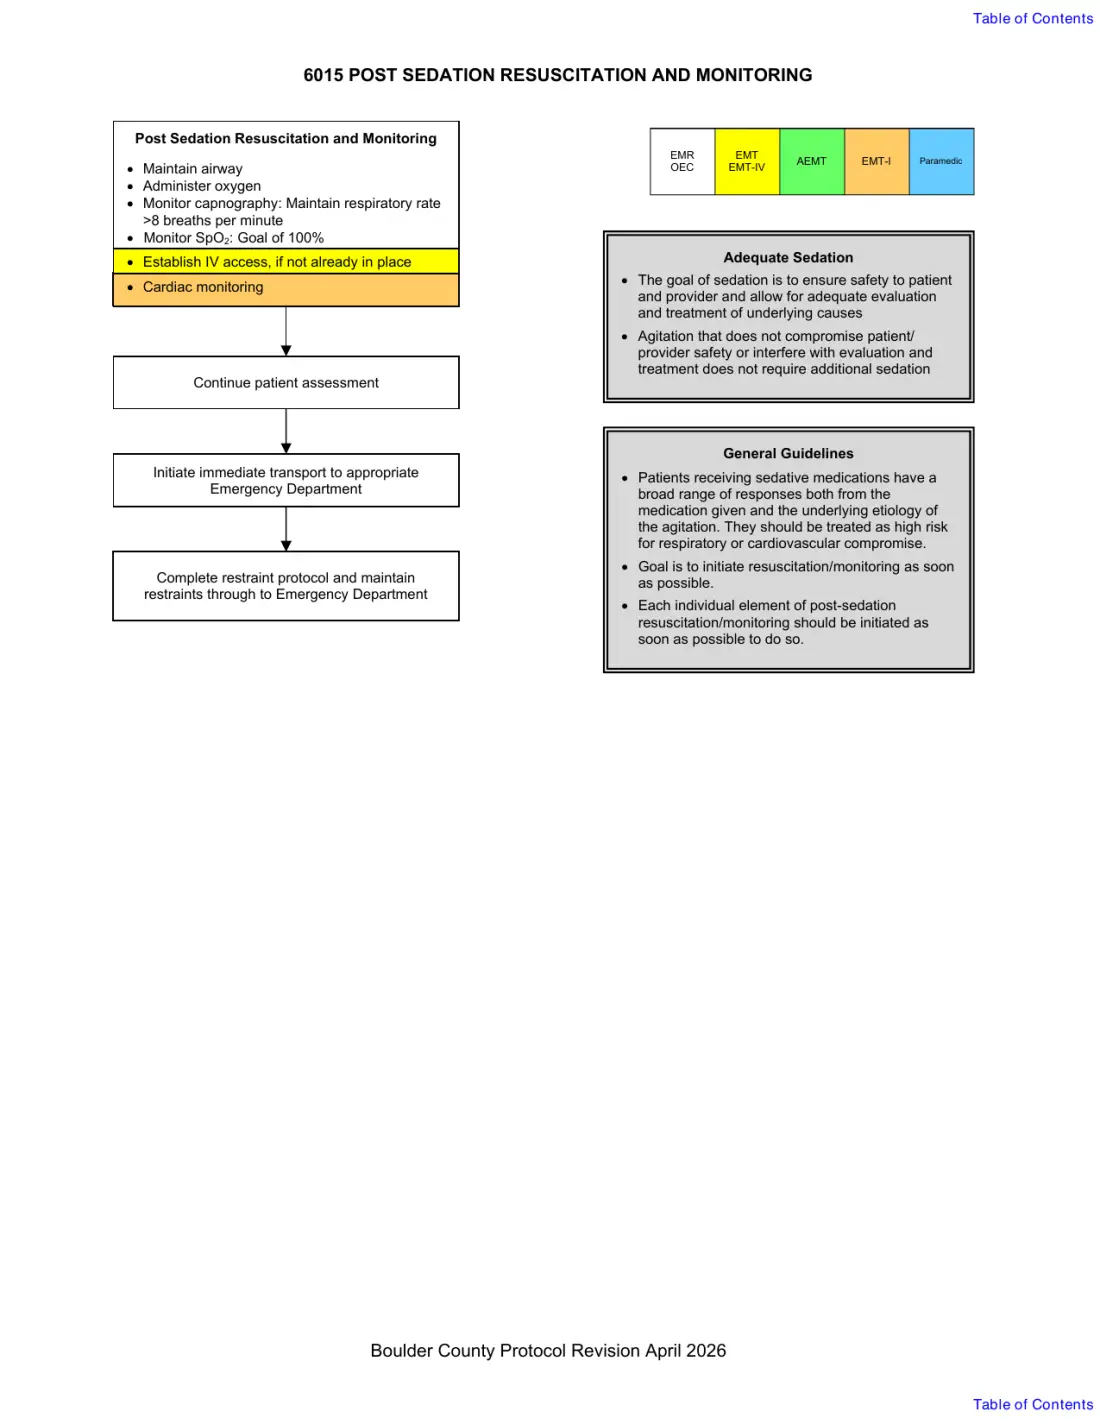 Table of Contents
6015 POST SEDATION RESUSCITATION AND MONITORING
Post Sedation Resuscitation and Monitoring
• Maintain airway
• Administer oxygen
• Monitor capnography: Maintain respiratory rate
>8 breaths per minute
• Monitor SpO₂: Goal of 100%
• Establish IV access, if not already in place
• Cardiac monitoring
Continue patient assessment
Initiate immediate transport to appropriate
Emergency Department
Complete restraint protocol and maintain
restraints through to Emergency Department
EMR
OEC
EMT
EMT-IV
AEMT
EMT-I
Paramedic
Adequate Sedation
• The goal of sedation is to ensure safety to patient
and provider and allow for adequate evaluation
and treatment of underlying causes
• Agitation that does not compromise patient/
provider safety or interfere with evaluation and
treatment does not require additional sedation
General Guidelines
• Patients receiving sedative medications have a
broad range of responses both from the
medication given and the underlying etiology of
the agitation. They should be treated as high risk
for respiratory or cardiovascular compromise.
• Goal is to initiate resuscitation/monitoring as soon
as possible.
• Each individual element of post-sedation
resuscitation/monitoring should be initiated as
soon as possible to do so.
Boulder County Protocol Revision April 2026
Table of Contents